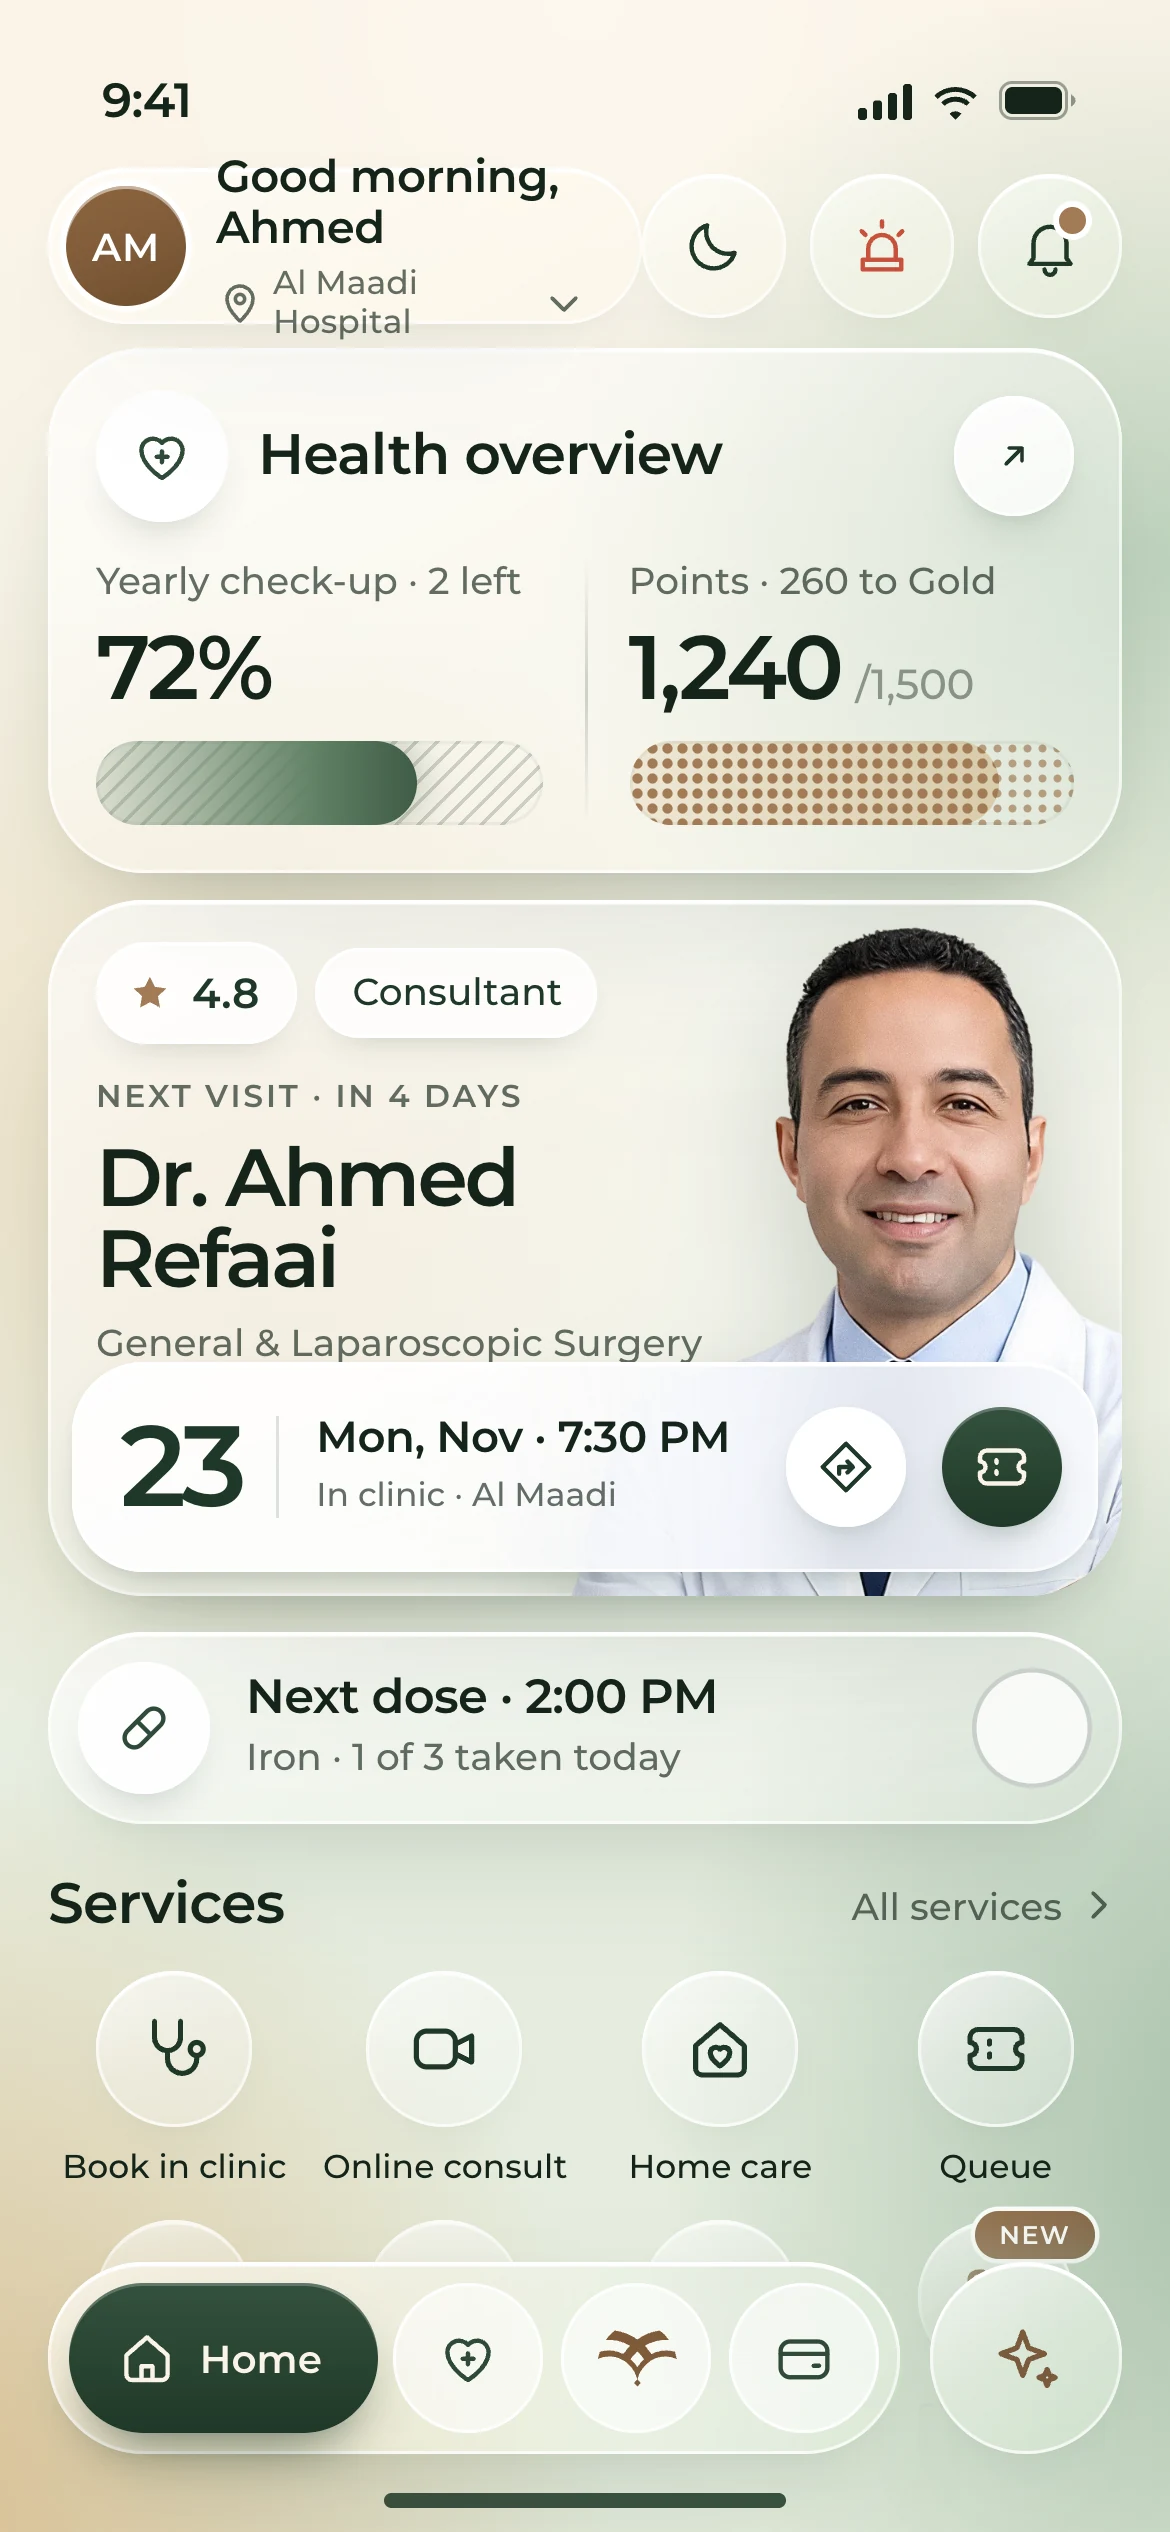 9:41
AM
Good morning,
Ahmed
Al Maadi
Hospital
Health overview
Yearly check-up · 2 left
72%
Points · 260 to Gold
1,240 /1,500
4.8
Consultant
NEXT VISIT · IN 4 DAYS
Dr. Ahmed
Refaai
General & Laparoscopic Surgery
23
Mon, Nov · 7:30 PM
In clinic · Al Maadi
Next dose · 2:00 PM
Iron · 1 of 3 taken today
Services
All services
Book in clinic
Online consult
Home care
Queue
NEW
Home